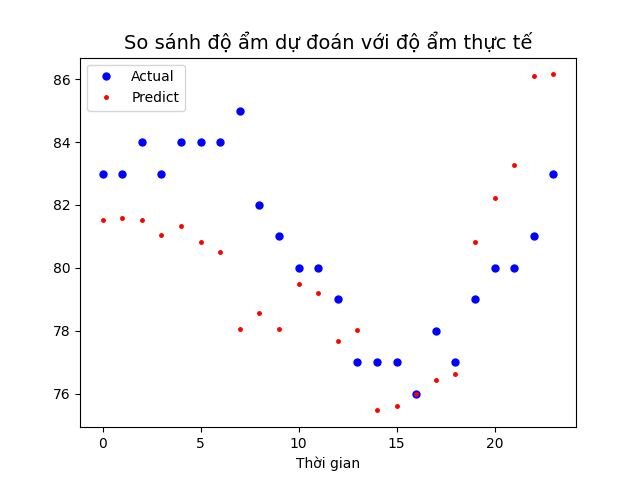 So sánh độ ẩm dự đoán với độ ẩm thực tế
Actual
Predict
86
84
82
80
78
76
0 5 10 15 20
Thời gian